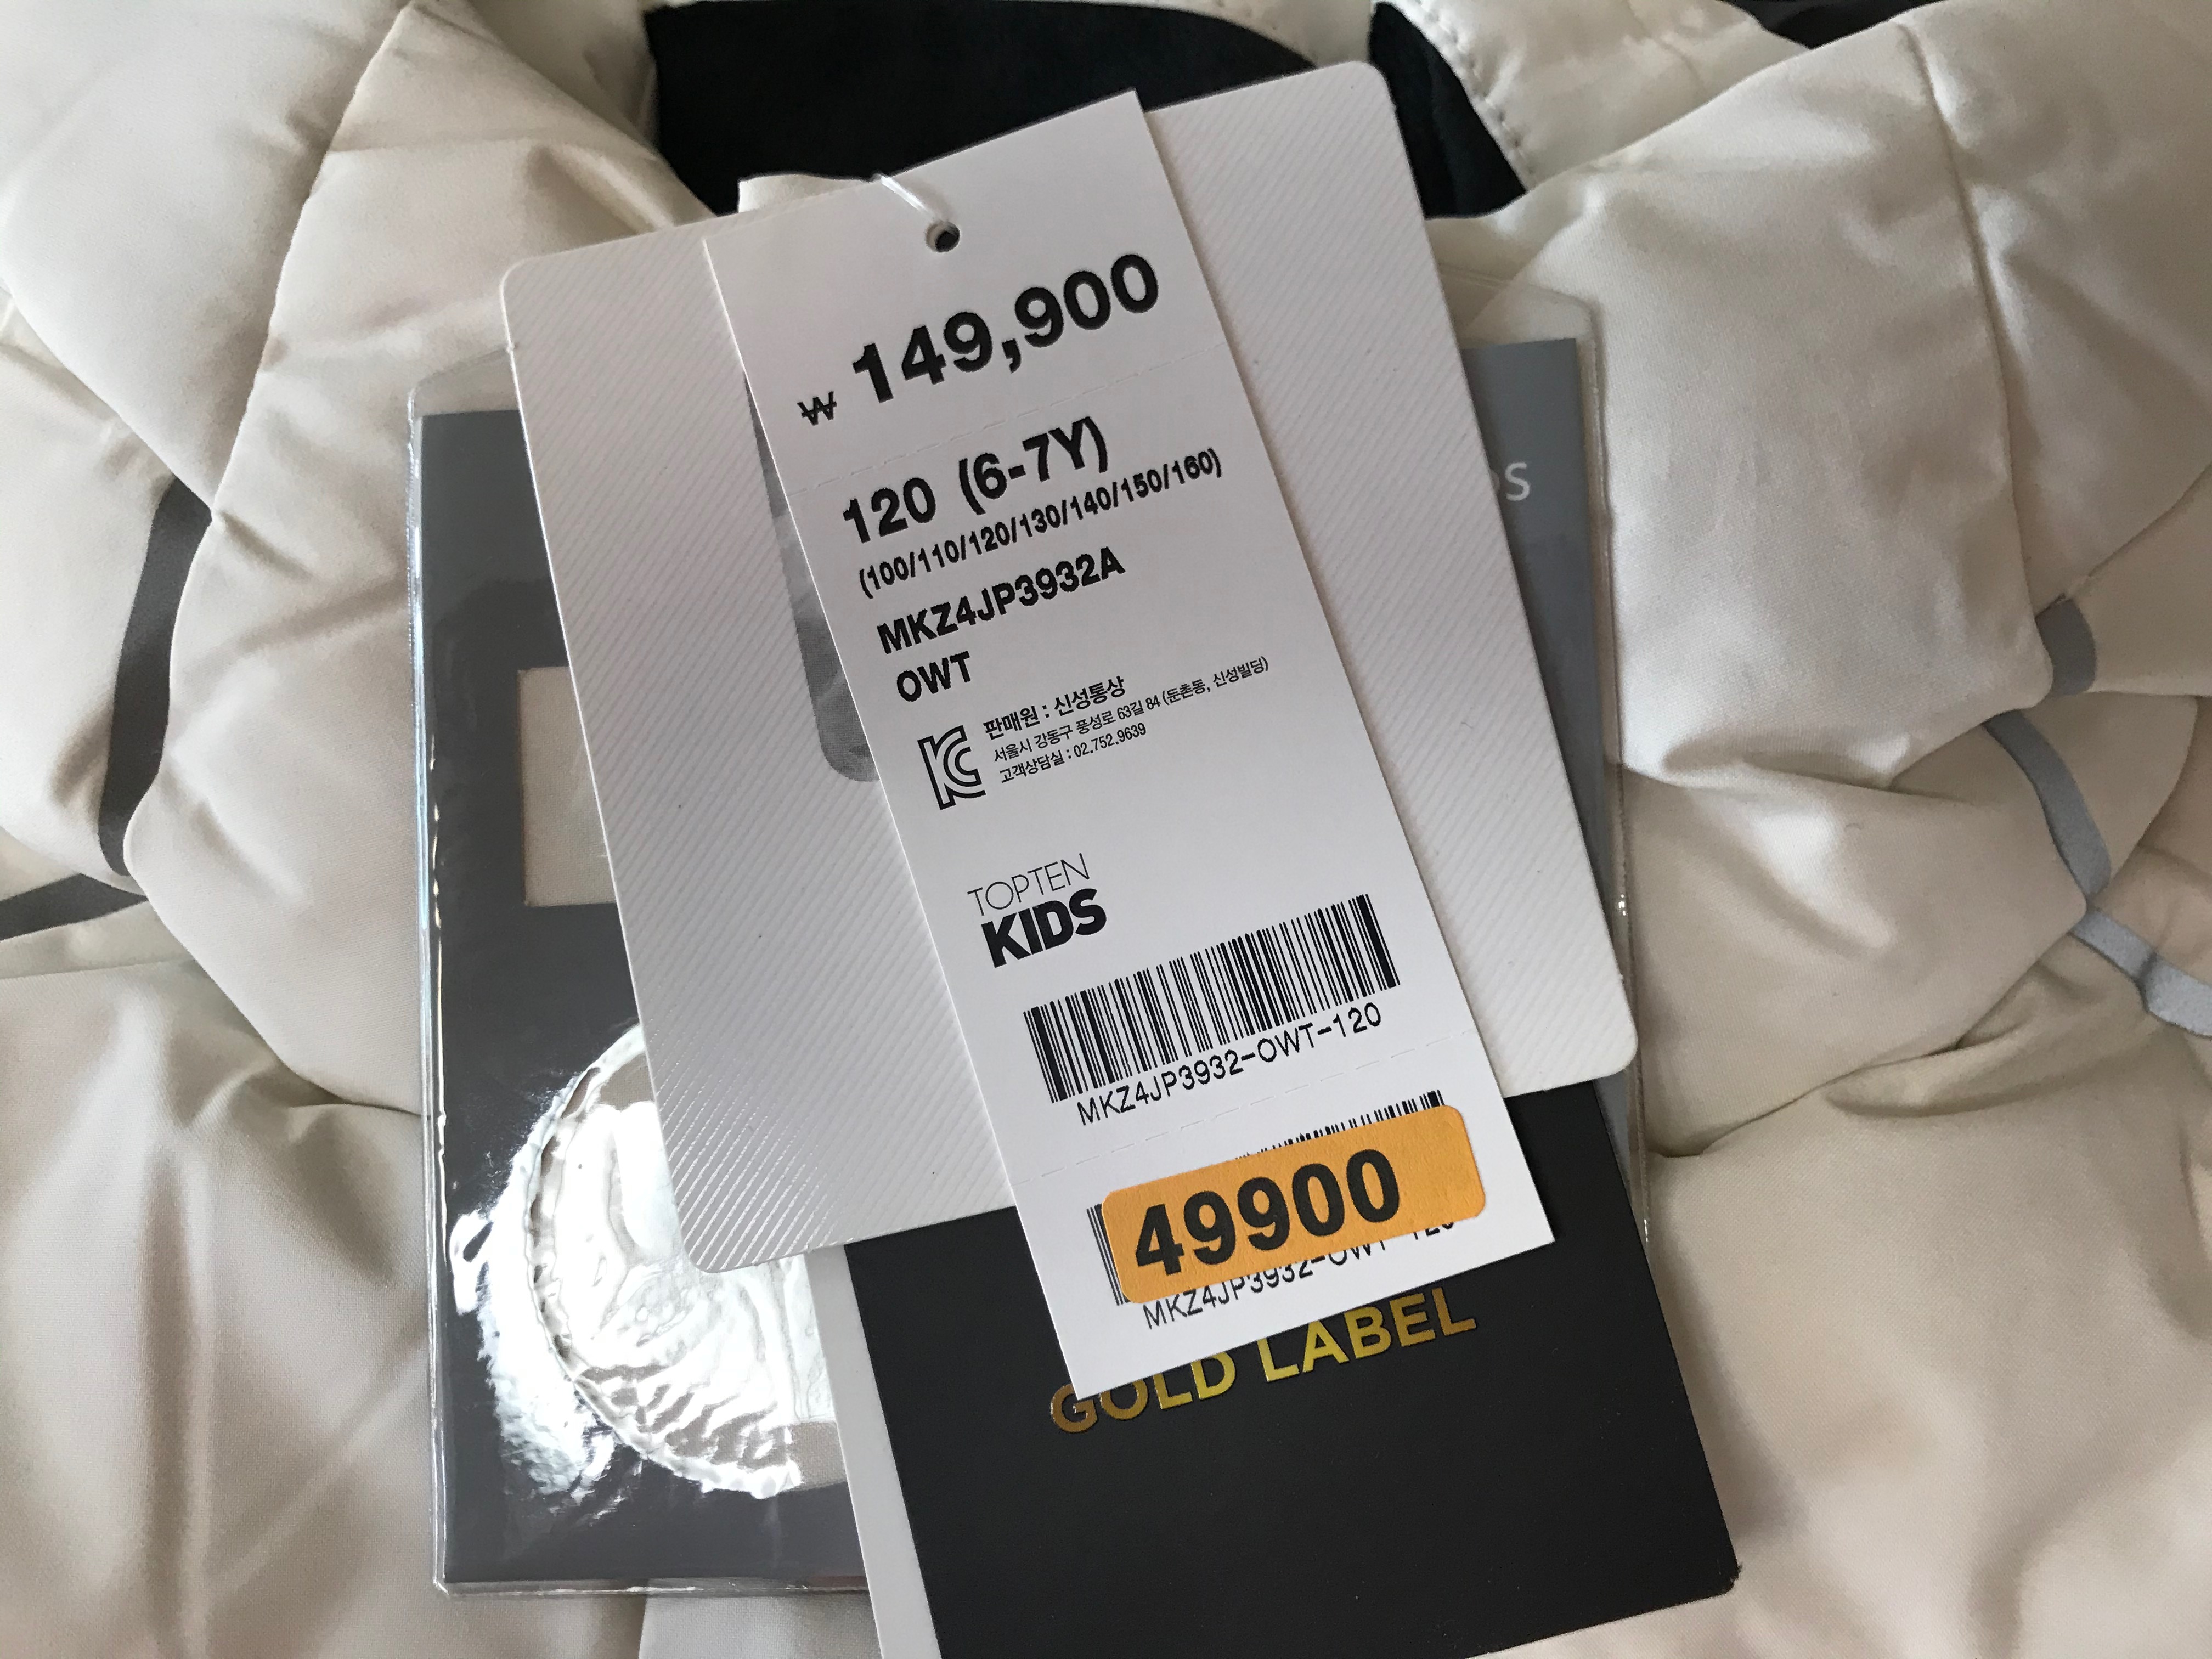 ₩ 149,900
120 (6-7Y)
(100/110/120/130/140/150/160)
MKZ4JP3932A
OWT
판매원 : 신성통상
서울시 강동구 풍성로 63길 84 (둔촌동, 신성빌딩)
고객상담실 : 02.752.9639
TOPTEN
KIDS
MKZ4JP3932-OWT-120
49900
MKZ4JP3932-OWT-120
GOLD LABEL